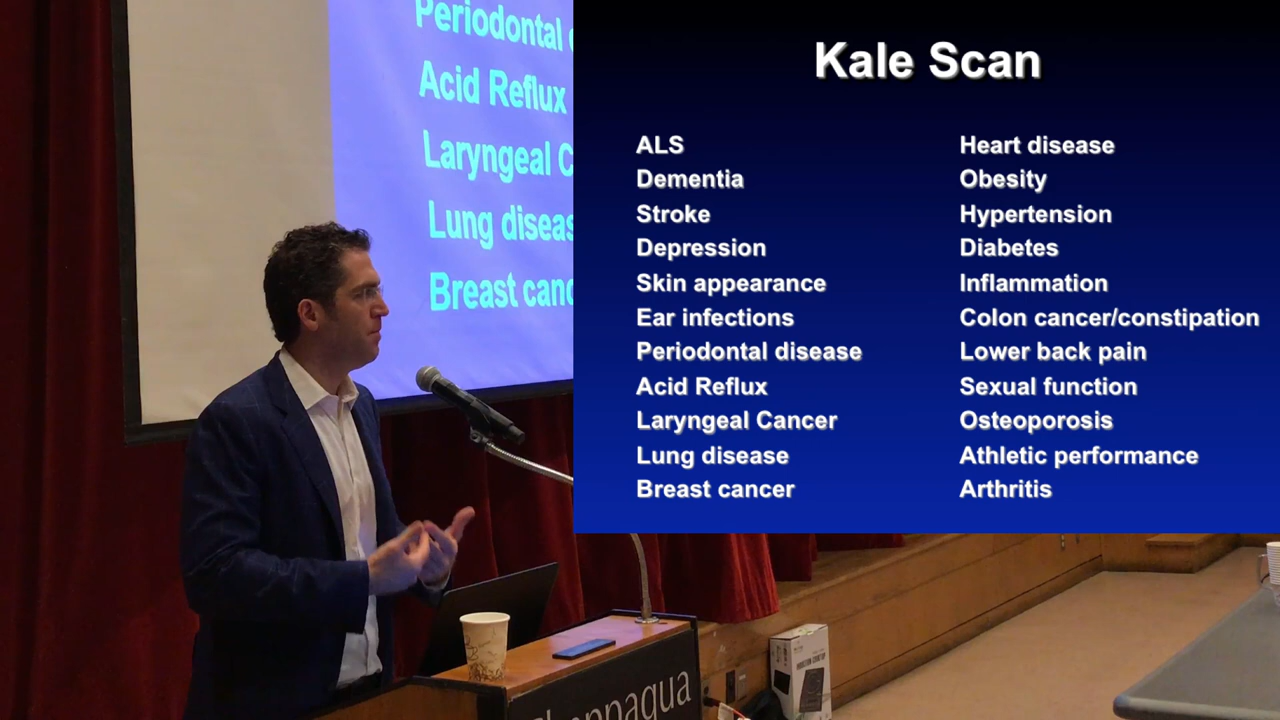 Periodontal
Acid Reflux
Laryngeal C
Lung diseas
Breast canc
Kale Scan
ALS
Dementia
Stroke
Depression
Skin appearance
Ear infections
Periodontal disease
Acid Reflux
Laryngeal Cancer
Lung disease
Breast cancer
Heart disease
Obesity
Hypertension
Diabetes
Inflammation
Colon cancer/constipation
Lower back pain
Sexual function
Osteoporosis
Athletic performance
Arthritis
Chappaqua